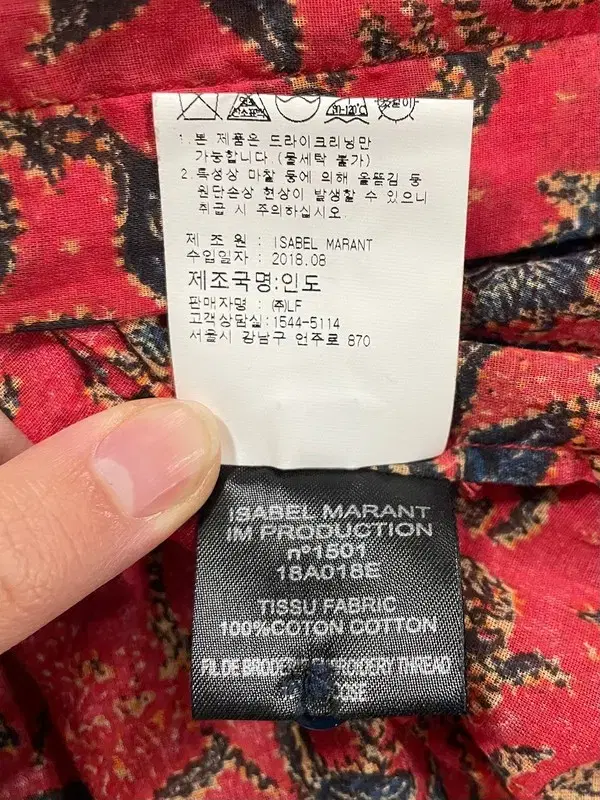 1. 본 제품은 드라이크리닝만
가능합니다.(물세탁 불가)
2. 특성상 마찰 등에 의해 올뜯김 등
원단손상 현상이 발생할 수 있으니
취급 시 주의하십시오.
제 조 원 : ISABEL MARANT
수입일자 : 2018.08
제조국명:인도
판매자명 : ㈜LF
고객상담실:1544-5114
서울시 강남구 언주로 870
ISABEL MARANT
IM PRODUCTION
n°1501
18A018E
TISSU FABRIC
100%COTON COTTON
FIL DE BRODERIE EMBROIDERY THREAD